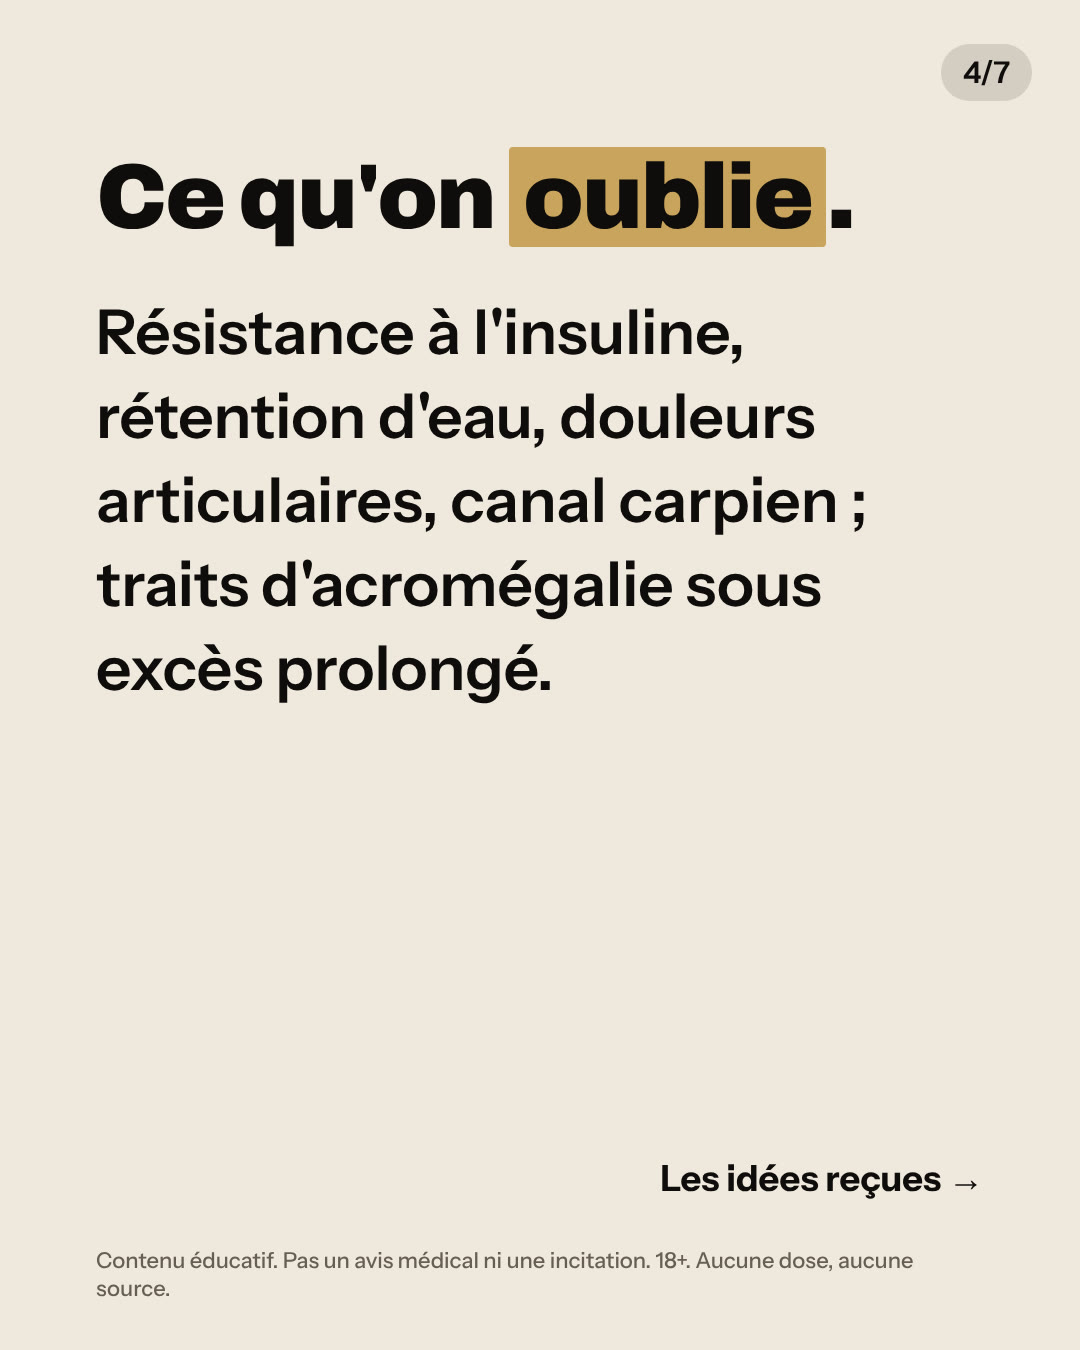 4/7
Ce qu'on oublie.
Résistance à l'insuline,
rétention d'eau, douleurs
articulaires, canal carpien ;
traits d'acromégalie sous
excès prolongé.
Les idées reçues →
Contenu éducatif. Pas un avis médical ni une incitation. 18+. Aucune dose, aucune
source.